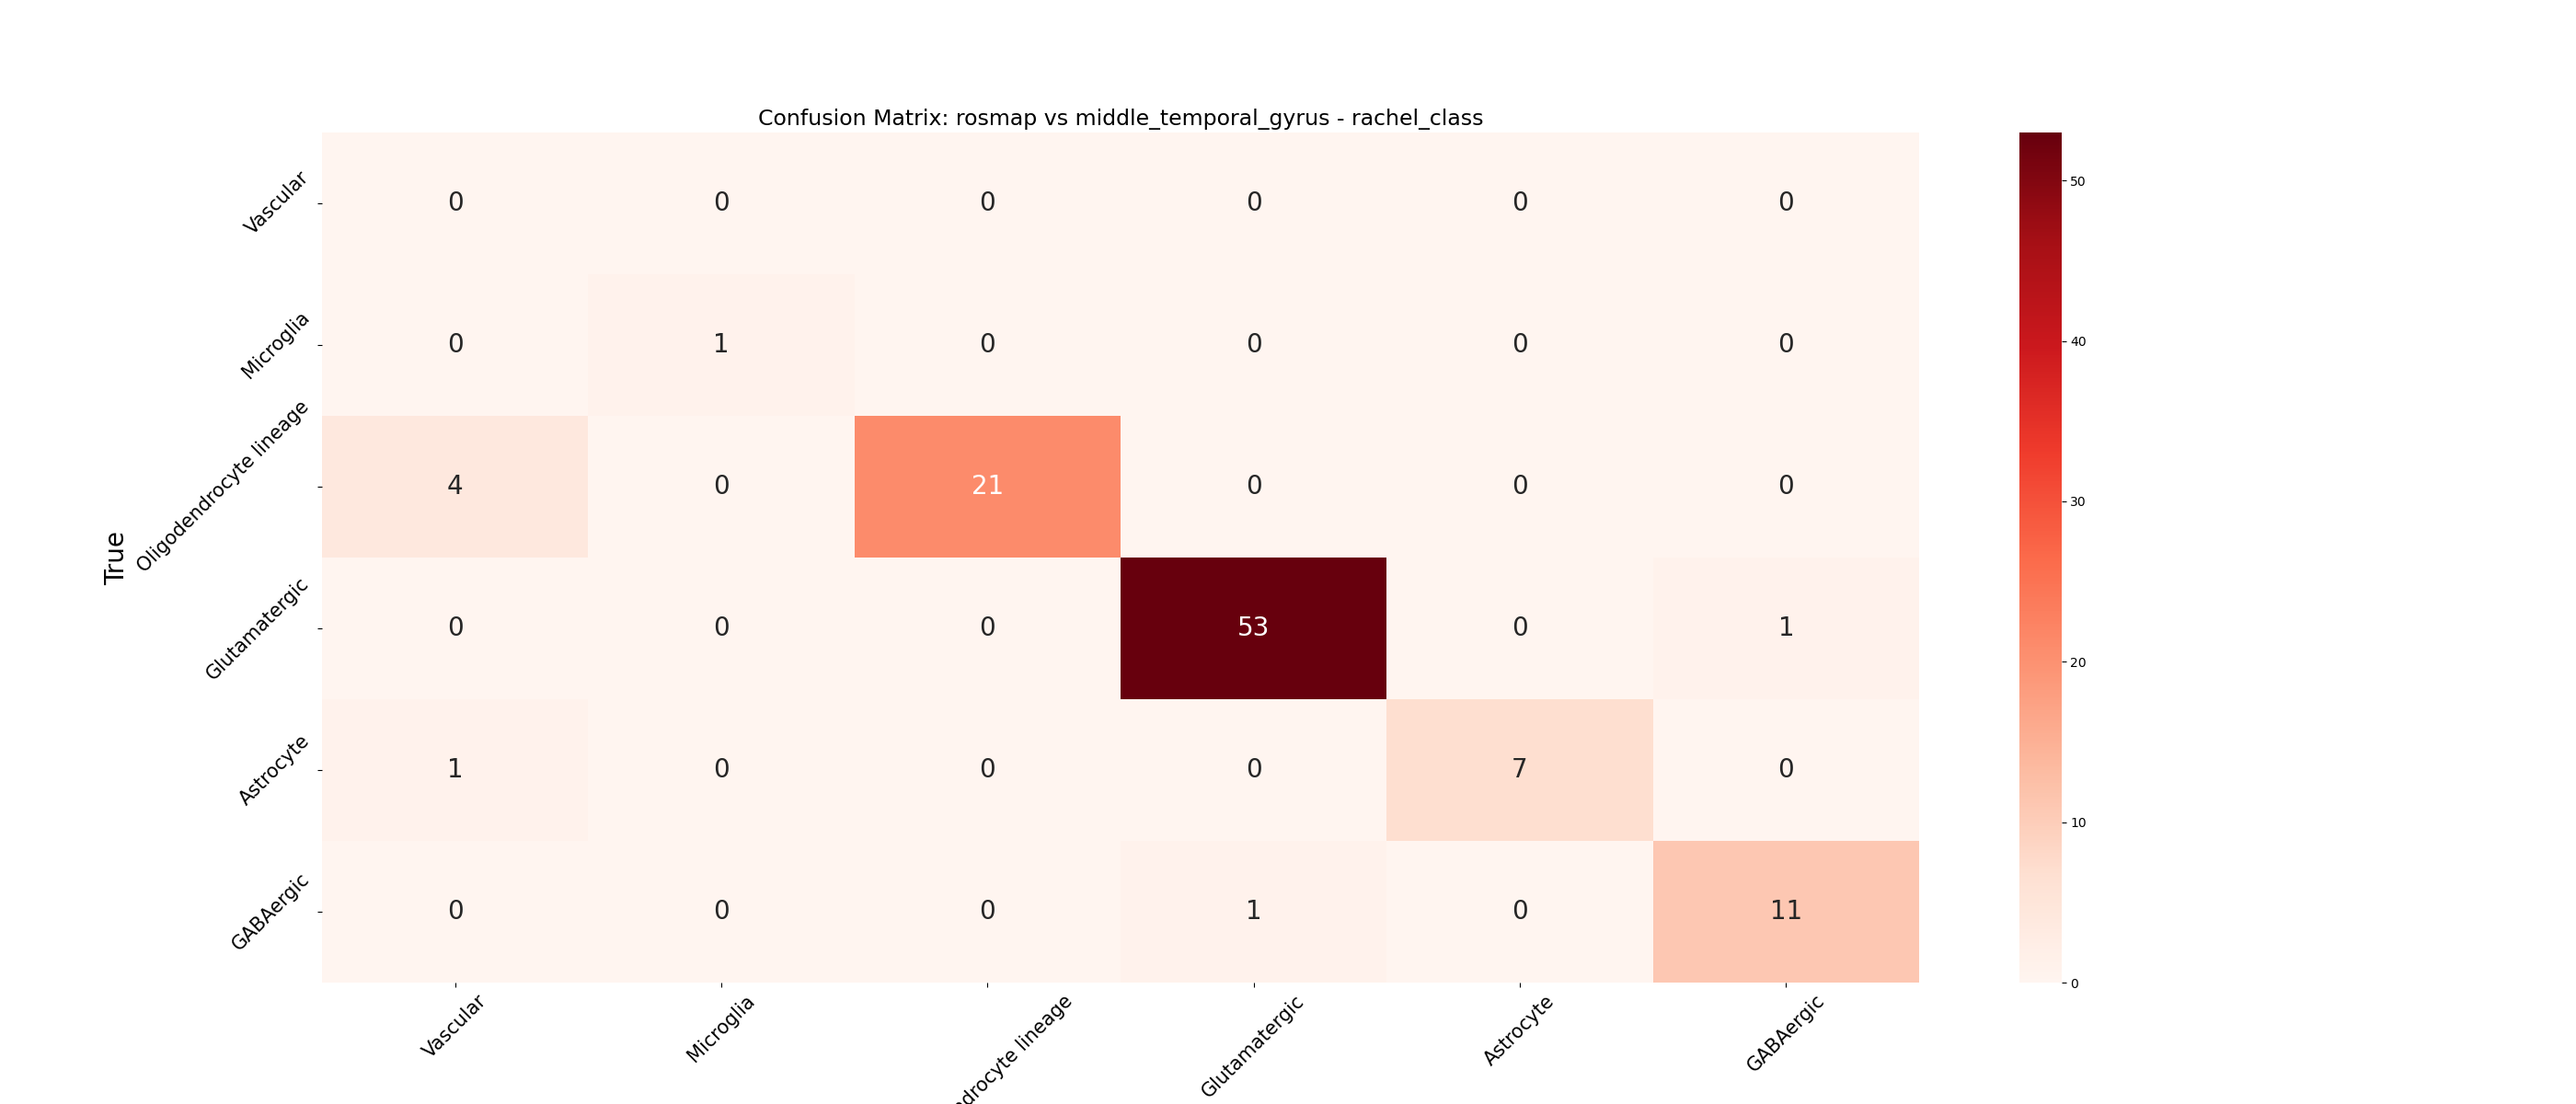 Confusion Matrix: rosmap vs middle_temporal_gyrus - rachel_class
True
Vascular 0 0 0 0 0 0
Microglia 0 1 0 0 0 0
Oligodendrocyte lineage 4 0 21 0 0 0
Glutamatergic 0 0 0 53 0 1
Astrocyte 1 0 0 0 7 0
GABAergic 0 0 0 1 0 11
Vascular Microglia drocyte lineage Glutamatergic Astrocyte GABAergic
50
40
30
20
10
0